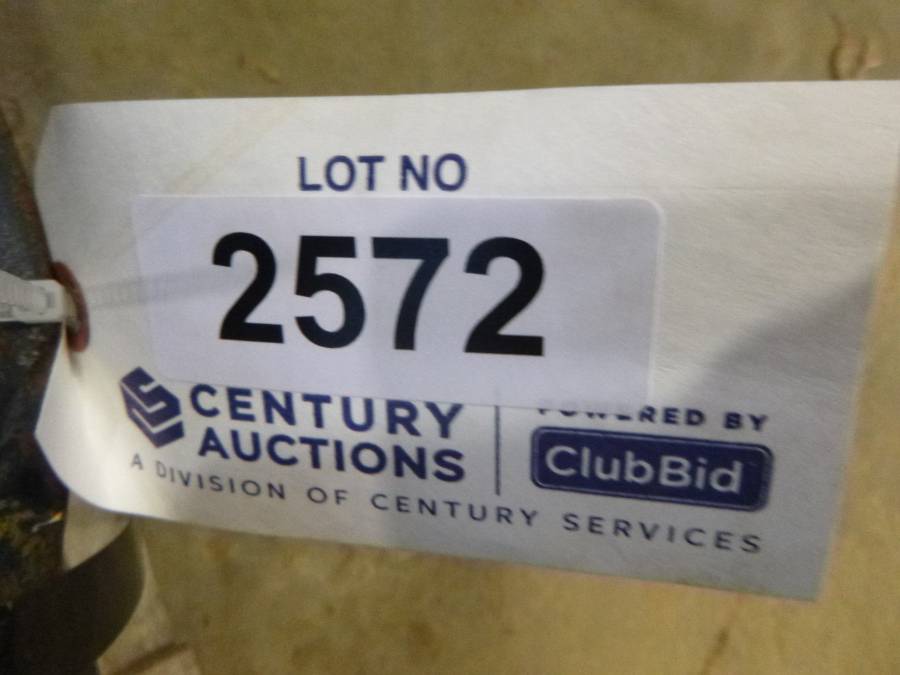 LOT NO
2572
CENTURY
AUCTIONS
A DIVISION OF CENTURY SERVICES
POWERED BY
ClubBid